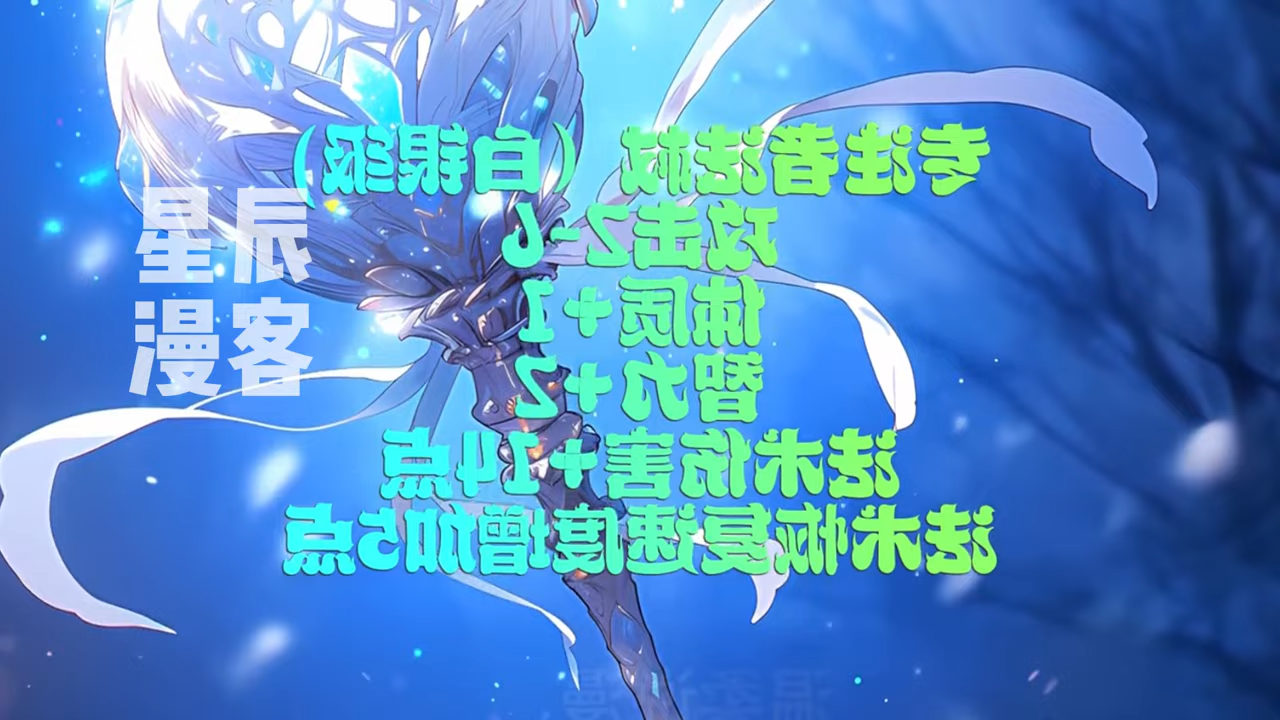 专注者法杖（白银级）
攻击2-6
体质+1
智力+2
法术伤害+14点
法术恢复速度增加5点
星辰
漫客